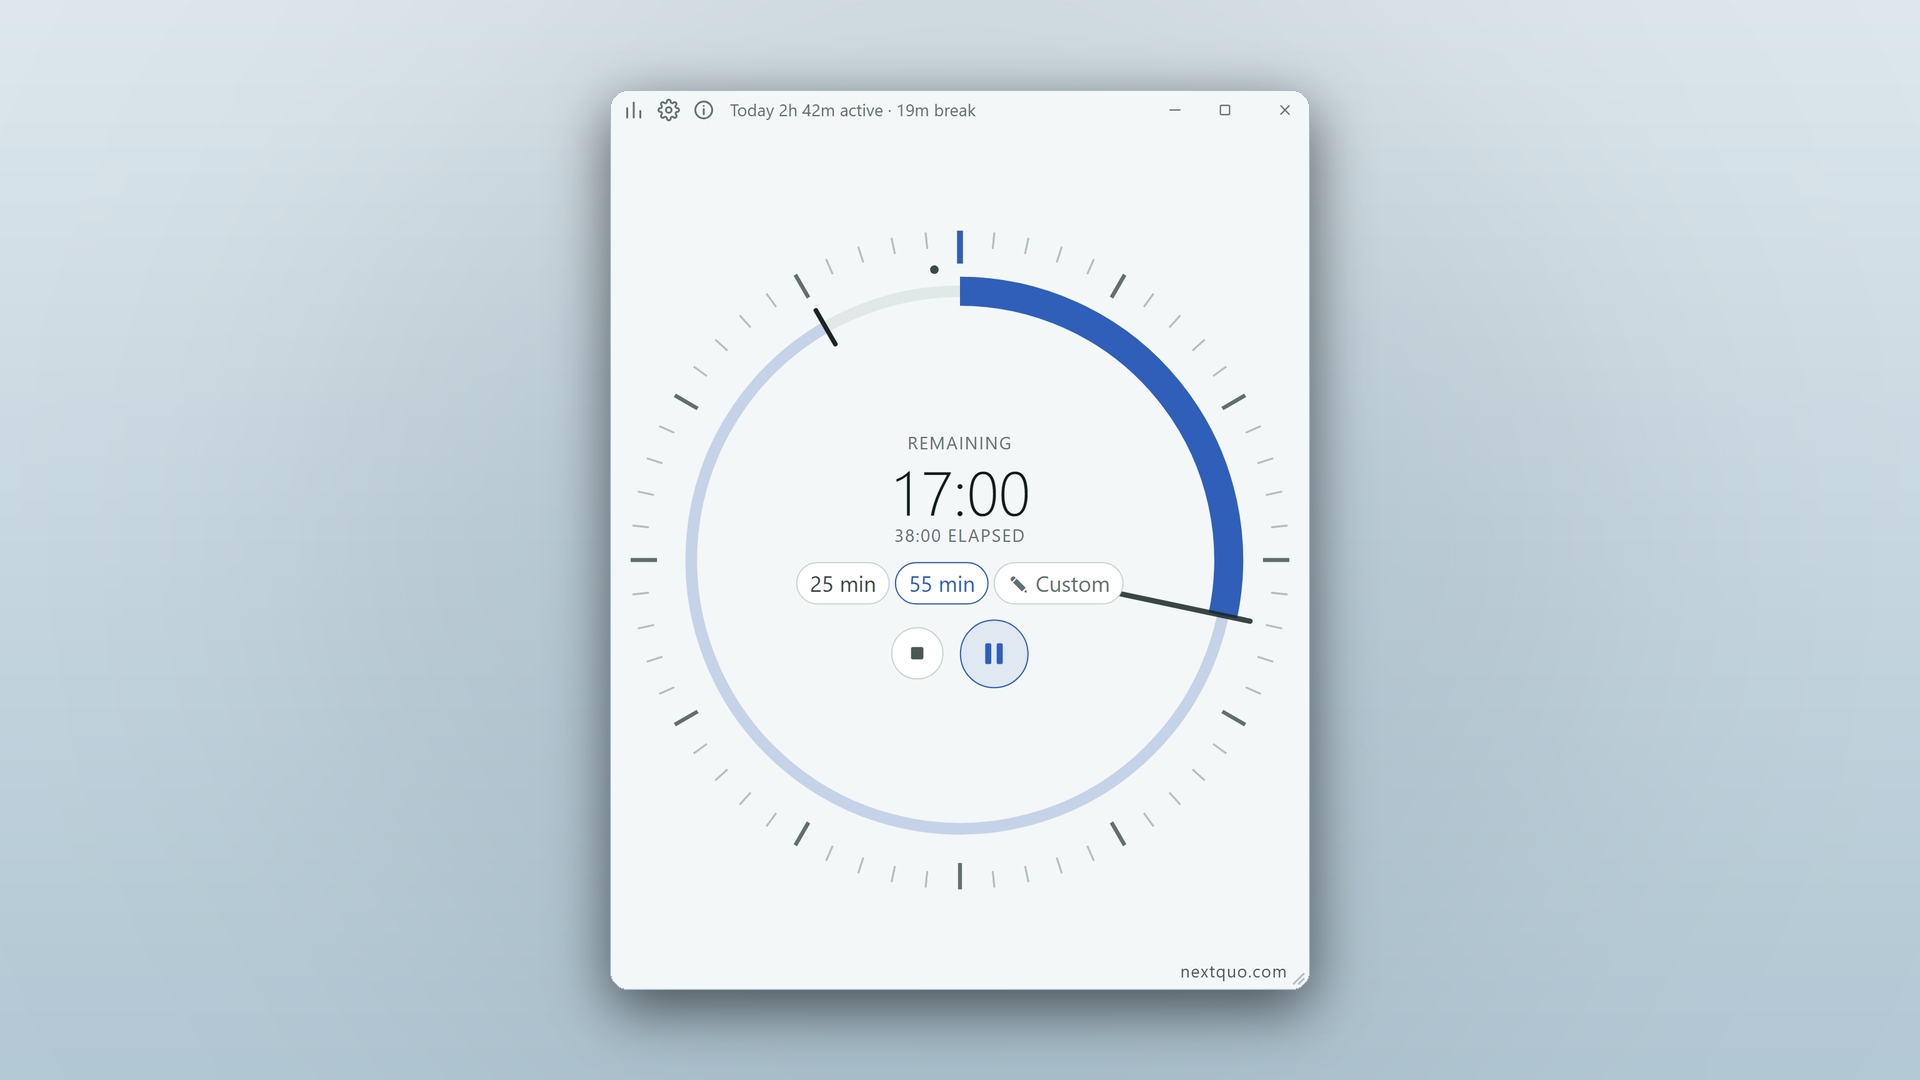 Today 2h 42m active · 19m break
REMAINING
17:00
38:00 ELAPSED
25 min 55 min Custom
nextquo.com